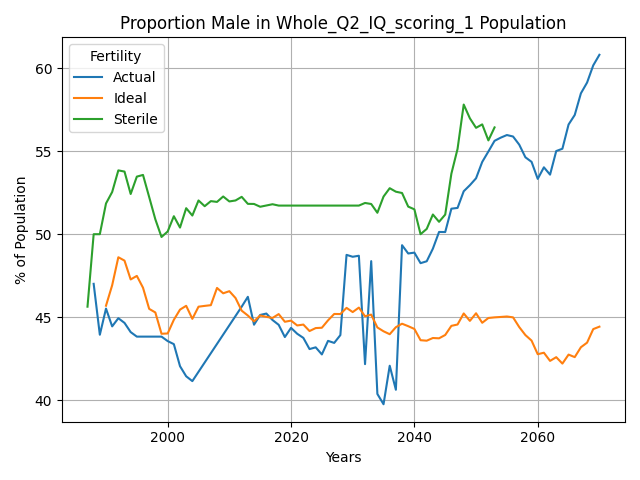 Proportion Male in Whole_Q2_IQ_scoring_1 Population
Fertility
Actual
Ideal
Sterile
% of Population
60
55
50
45
40
2000
2020
2040
2060
Years